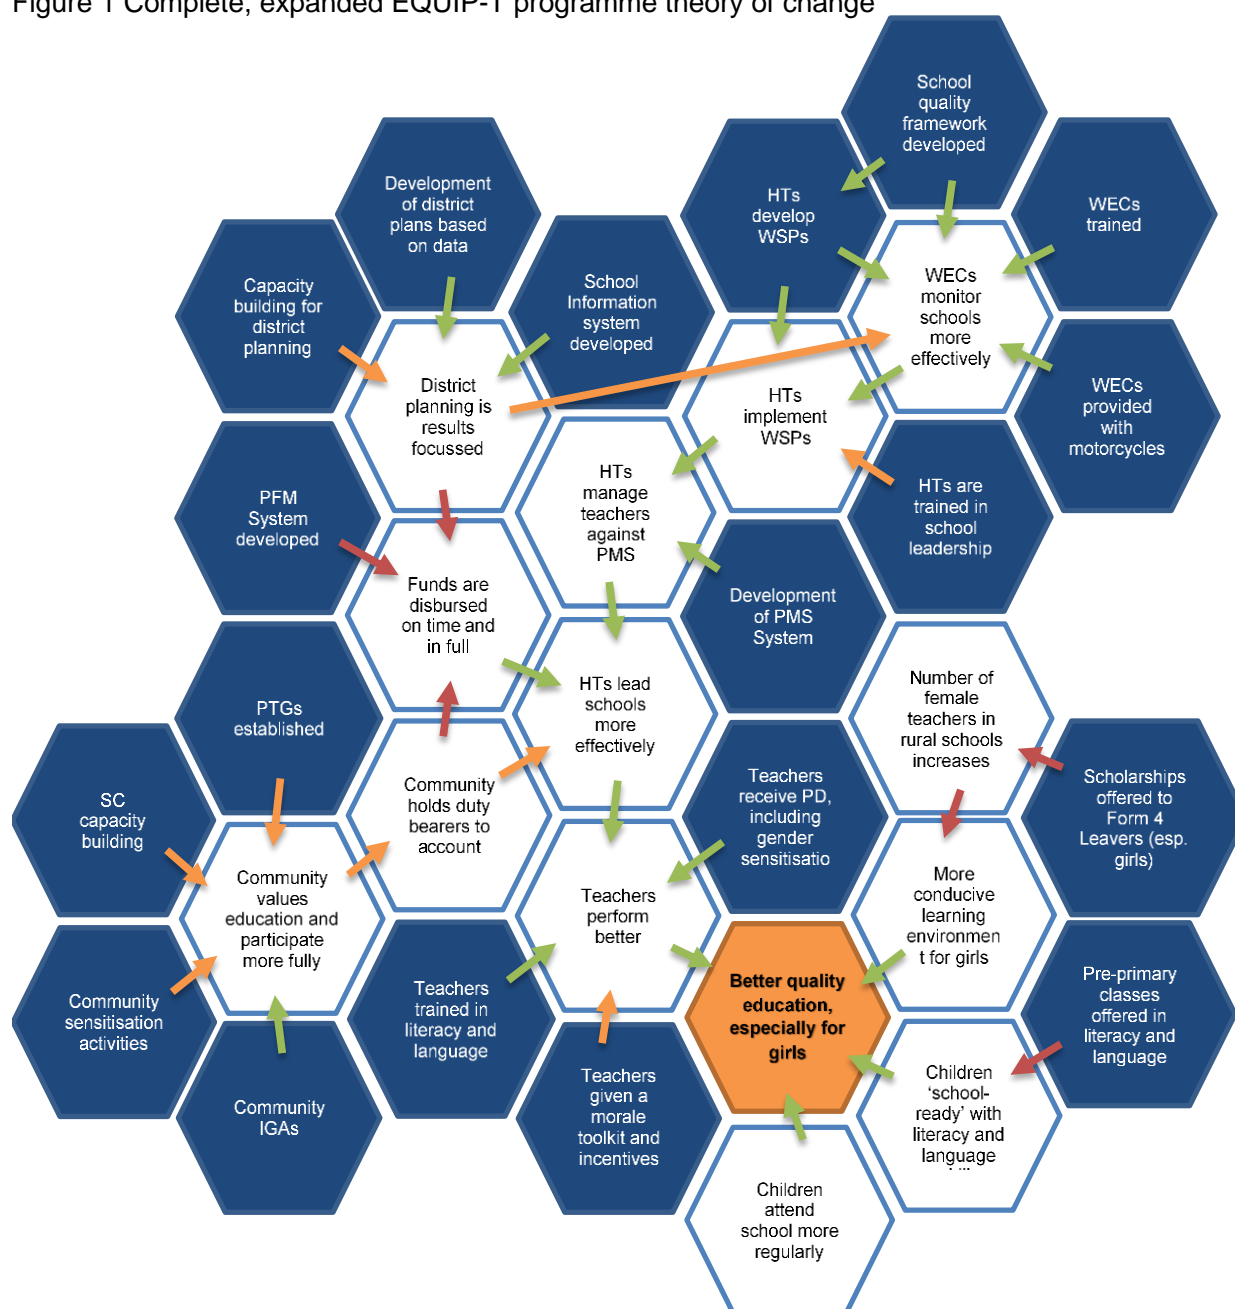 Figure 1 Complete, expanded EQUIP-T programme theory of change
School
quality
framework
developed
Development
of district
plans based
on data
HTs
develop
WSPs
WECs
trained
Capacity
building for
district
planning
School
Information
system
developed
WECs
monitor
schools
more
effectively
District
planning is
results
focussed
HTs
implement
WSPs
WECs
provided
with
motorcycles
PFM
System
developed
HTs
manage
teachers
against
PMS
HTs are
trained in
school
leadership
Funds are
disbursed
on time and
in full
Development
of PMS
System
PTGs
established
HTs lead
schools
more
effectively
Number of
female
teachers in
rural schools
increases
SC
capacity
building
Community
holds duty
bearers to
account
Teachers
receive PD,
including
gender
sensitisatio
Scholarships
offered to
Form 4
Leavers (esp.
girls)
Community
values
education and
participate
more fully
Teachers
perform
better
More
conducive
learning
environmen
t for girls
Community
sensitisation
activities
Teachers
trained in
literacy and
language
Better quality
education,
especially for
girls
Pre-primary
classes
offered in
literacy and
language
Community
IGAs
Teachers
given a
morale
toolkit and
incentives
Children
'school-
ready' with
literacy and
language
Children
attend
school more
regularly